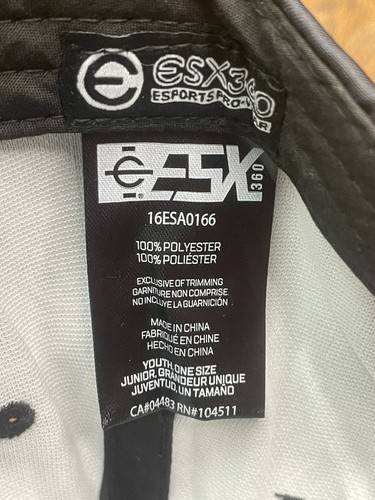 ESX360
ESPORTS PRO-WEAR
ESX 360
16ESA0166
100% POLYESTER
100% POLIÉSTER
EXCLUSIVE OF TRIMMING
GARNITURE NON COMPRISE
NO INCLUYE LA GUARNICIÓN
MADE IN CHINA
FABRIQUÉ EN CHINE
HECHO EN CHINA
YOUTH, ONE SIZE
JUNIOR, GRANDEUR UNIQUE
JUVENTUD, UN TAMAÑO
CA#04483 RN#104511